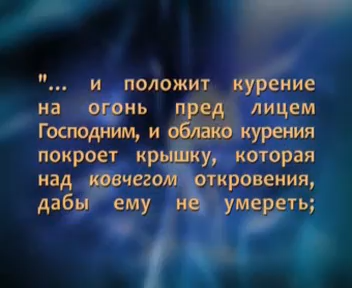 "... и положит курение
на огонь пред лицем
Господним, и облако курения
покроет крышку, которая
над ковчегом откровения,
дабы ему не умереть;